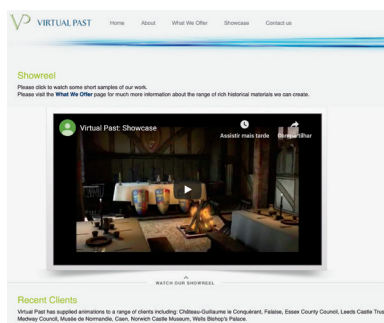 VP VIRTUAL PAST Home About What We Offer Showcase Contact us
Showreel
Please click to watch some short samples of our work.
Please visit the What We Offer page for much more information about the range of rich historical materials we can create.
Virtual Past: Showcase
Assistir mais tarde Compartilhar
WATCH OUR SHOWREEL
Recent Clients
Virtual Past has supplied animations to a range of clients including: Château-Guillaume le Conquérant, Falaise, Essex County Council, Leeds Castle Trus
Medway Council, Musée de Normandie, Caen, Norwich Castle Museum, Wells Bishop's Palace.